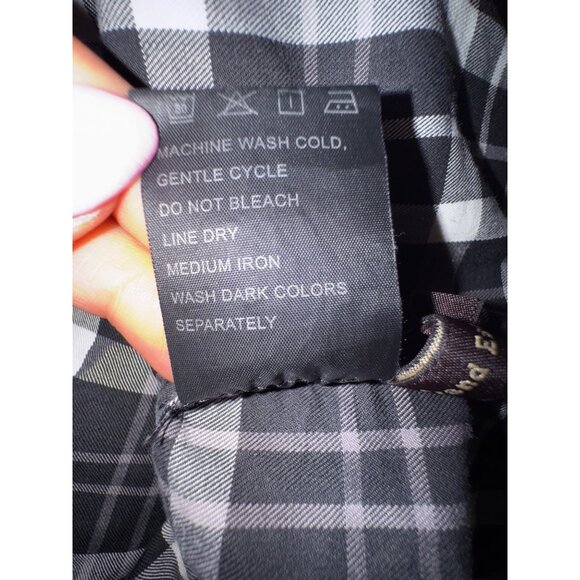 MACHINE WASH COLD,
GENTLE CYCLE
DO NOT BLEACH
LINE DRY
MEDIUM IRON
WASH DARK COLORS
SEPARATELY